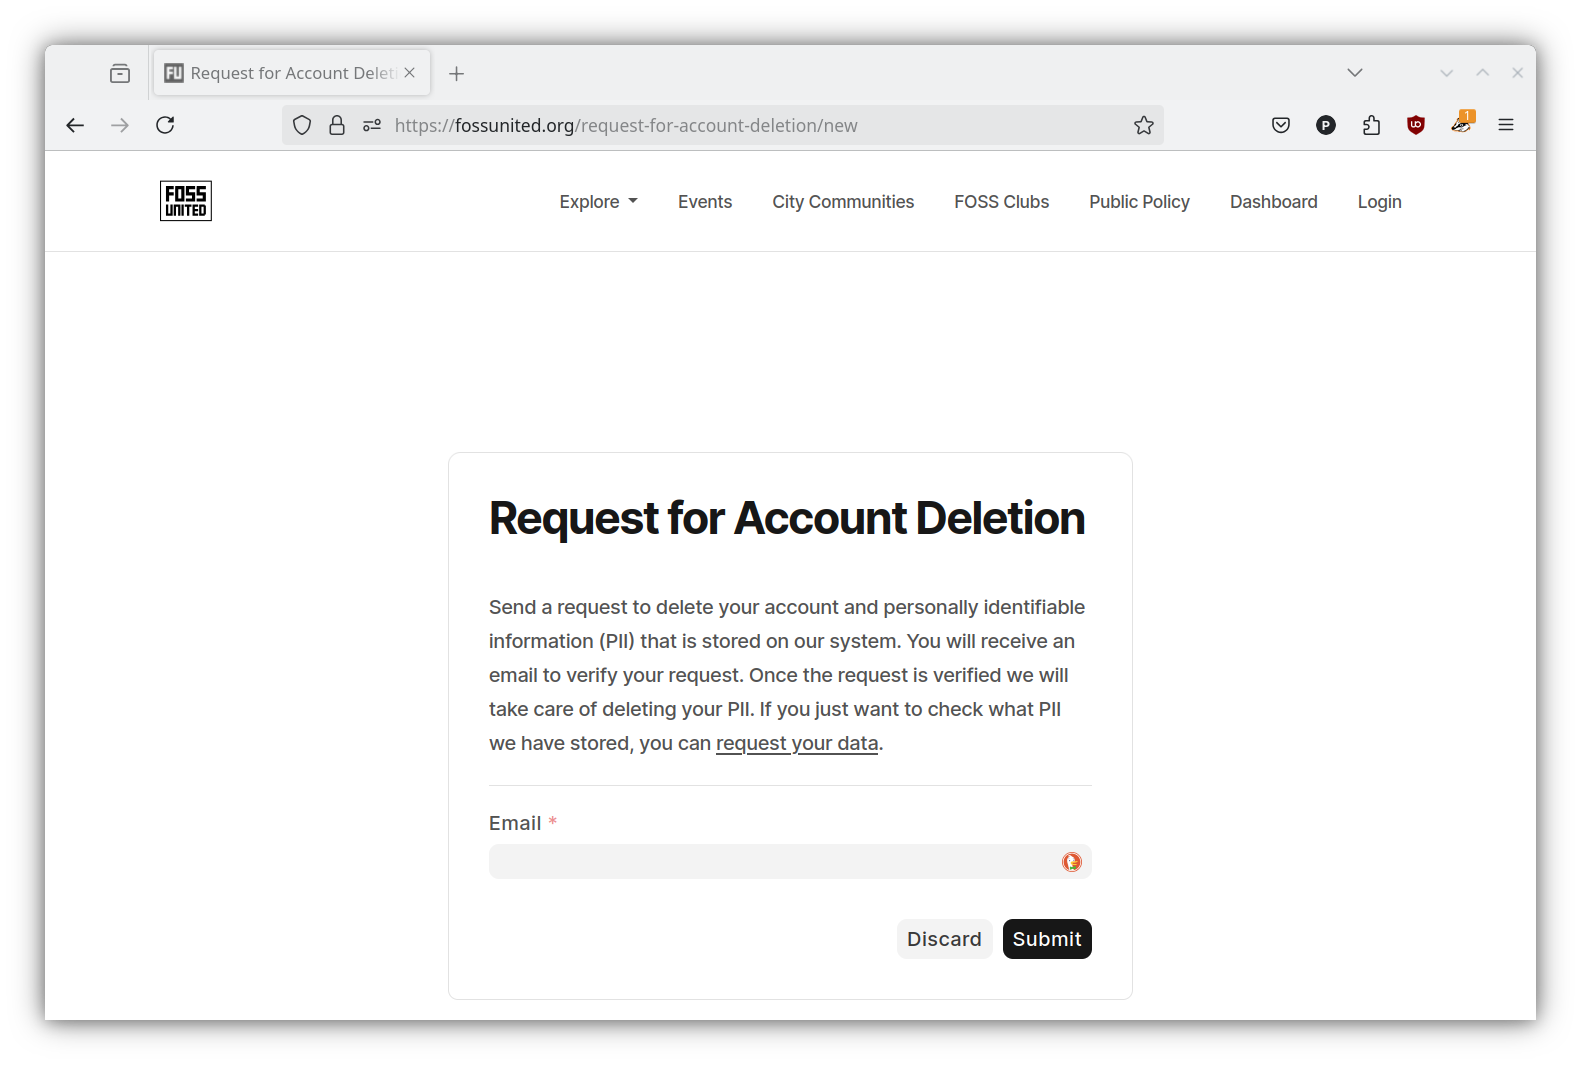 Request for Account Delet
https://fossunited.org/request-for-account-deletion/new
1
FOSS
UNITED
Explore
Events
City Communities
FOSS Clubs
Public Policy
Dashboard
Login
Request for Account Deletion
Send a request to delete your account and personally identifiable
information (PII) that is stored on our system. You will receive an
email to verify your request. Once the request is verified we will
take care of deleting your PII. If you just want to check what PII
we have stored, you can request your data.
Email *
Discard
Submit